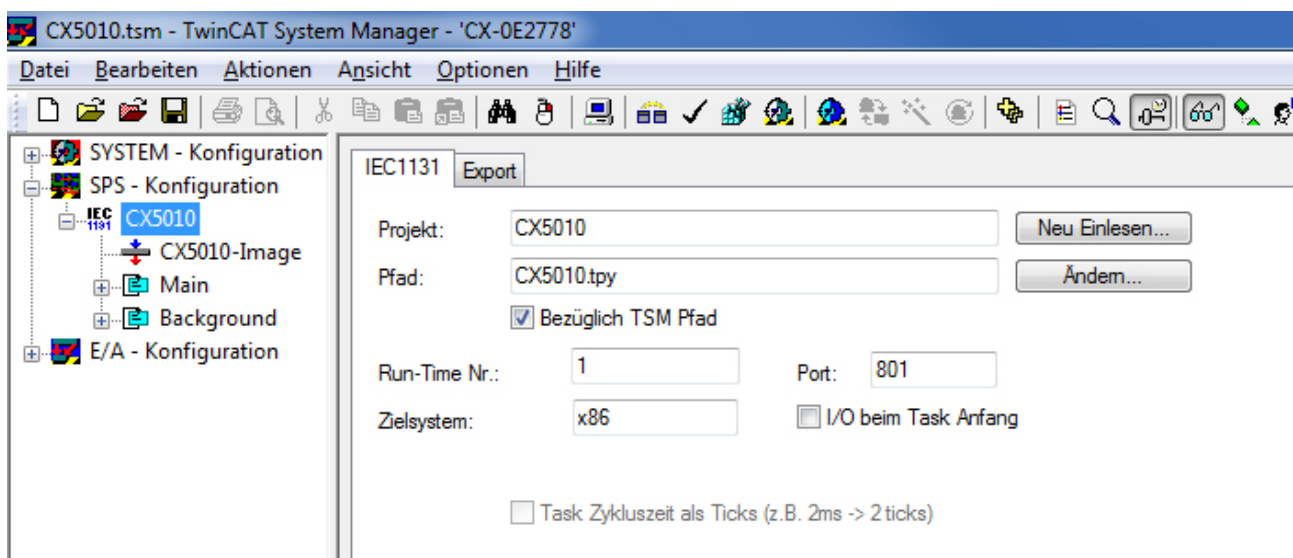 CX5010.tsm - TwinCAT System Manager - 'CX-0E2778'
Datei Bearbeiten Aktionen Ansicht Optionen Hilfe
SYSTEM - Konfiguration
SPS - Konfiguration
IEC 1131 CX5010
CX5010-Image
Main
Background
E/A - Konfiguration
IEC1131 Export
Projekt: CX5010 Neu Einlesen...
Pfad: CX5010.tpy Ändern...
Bezüglich TSM Pfad
Run-Time Nr.: 1 Port: 801
Zielsystem: x86 I/O beim Task Anfang
Task Zykluszeit als Ticks (z.B. 2ms -> 2 ticks)